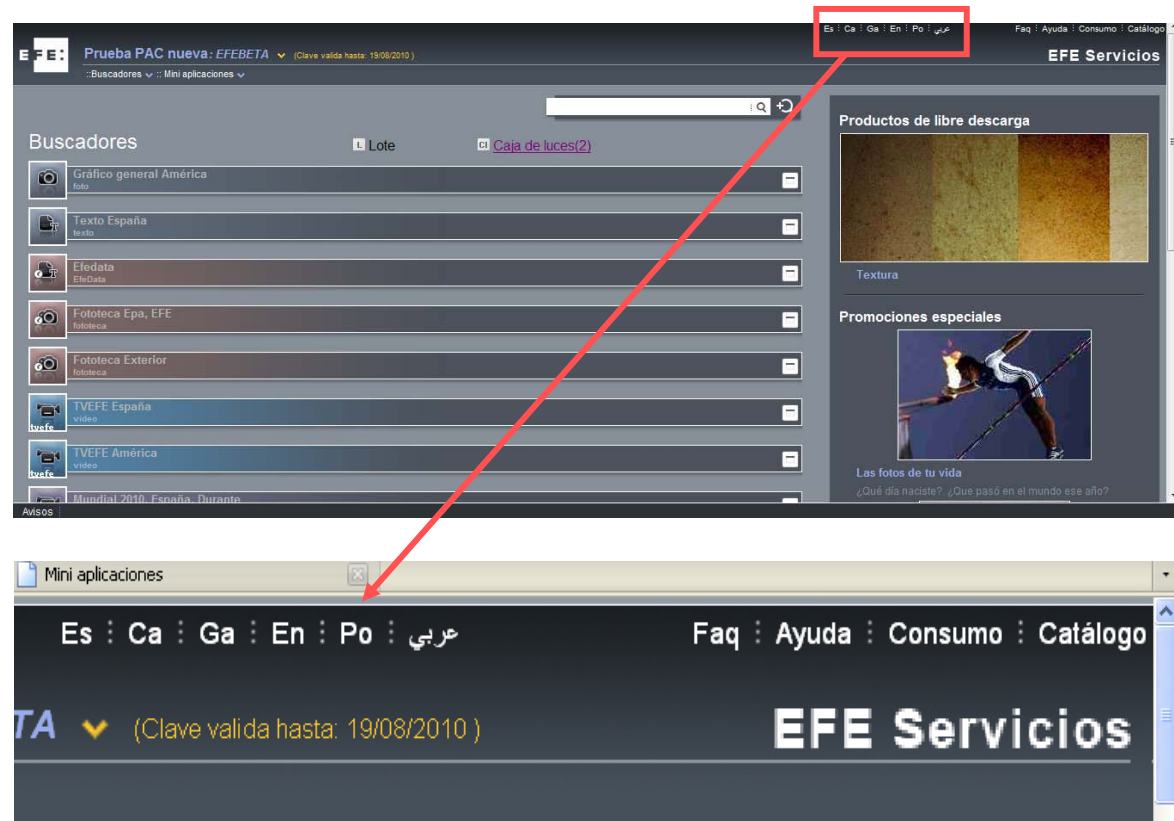 Es : Ca : Ga : En : Po : عربي Faq : Ayuda : Consumo : Catálogo
EFE: Prueba PAC nueva: EFEBETA (Clave valida hasta: 19/08/2010 ) EFE Servicios
::Buscadores :: Mini aplicaciones
Buscadores L Lote Cl Caja de luces(2)
Gráfico general América
foto
Texto España
texto
Efedata
EfeData
Fototeca Epa, EFE
fototeca
Fototeca Exterior
fototeca
TVEFE España
video
tvefe
TVEFE América
video
tvefe
Mundial 2010, España, Durante
Productos de libre descarga
Textura
Promociones especiales
Las fotos de tu vida
¿Qué día naciste? ¿Que pasó en el mundo ese año?
Avisos
Mini aplicaciones
Es : Ca : Ga : En : Po : عربي Faq : Ayuda : Consumo : Catálogo
TA (Clave valida hasta: 19/08/2010 ) EFE Servicios